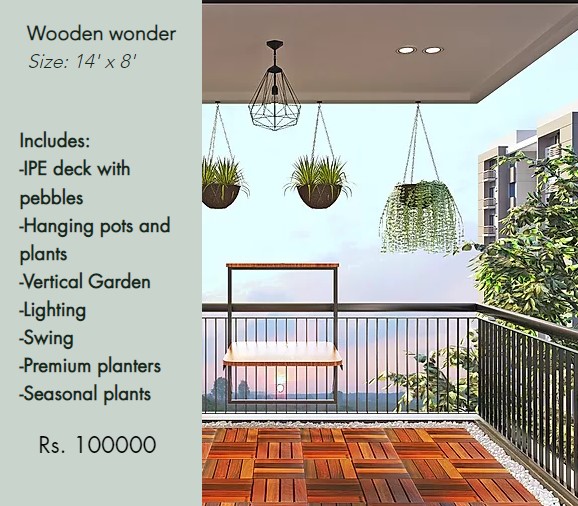 Wooden wonder
Size: 14' x 8'
Includes:
-IPE deck with
pebbles
-Hanging pots and
plants
-Vertical Garden
-Lighting
-Swing
-Premium planters
-Seasonal plants
Rs. 100000